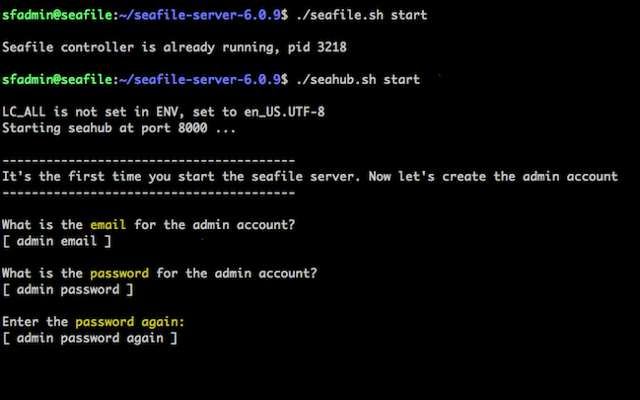 sfadmin@seafile:~/seafile-server-6.0.9$ ./seafile.sh start
Seafile controller is already running, pid 3218
sfadmin@seafile:~/seafile-server-6.0.9$ ./seahub.sh start
LC_ALL is not set in ENV, set to en_US.UTF-8
Starting seahub at port 8000 ...
----------------------------------------
It's the first time you start the seafile server. Now let's create the admin account
----------------------------------------
What is the email for the admin account?
[ admin email ]
What is the password for the admin account?
[ admin password ]
Enter the password again:
[ admin password again ]